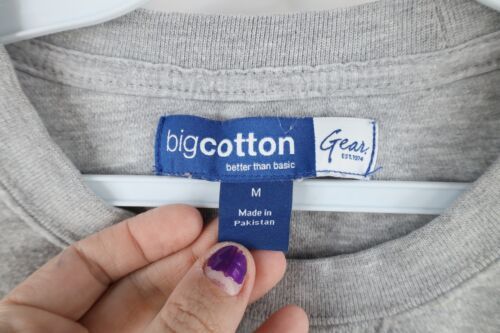 bigcotton
better than basic
Gear.
EST. 1974
M
Made in
Pakistan